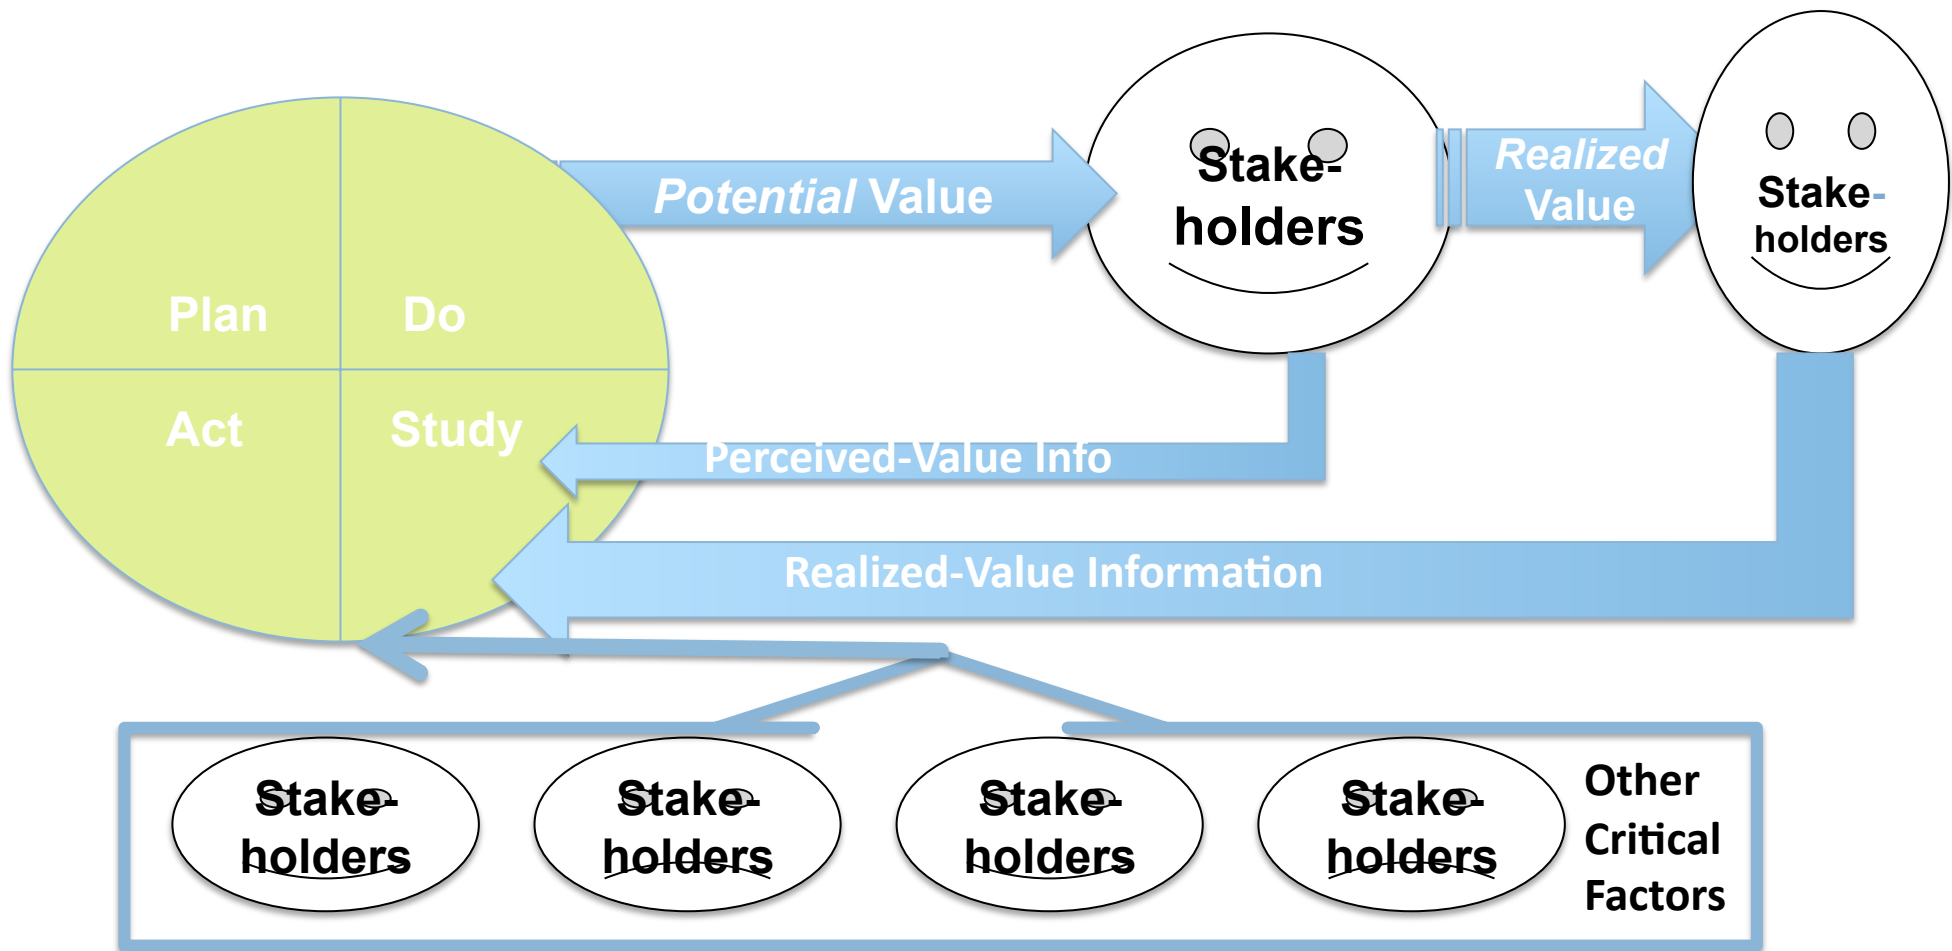 Plan
Do
Act
Study
Potential Value
Stake-
holders
Realized
Value
Stake-
holders
Perceived-Value Info
Realized-Value Information
Stake-
holders
Stake-
holders
Stake-
holders
Stake-
holders
Other
Critical
Factors